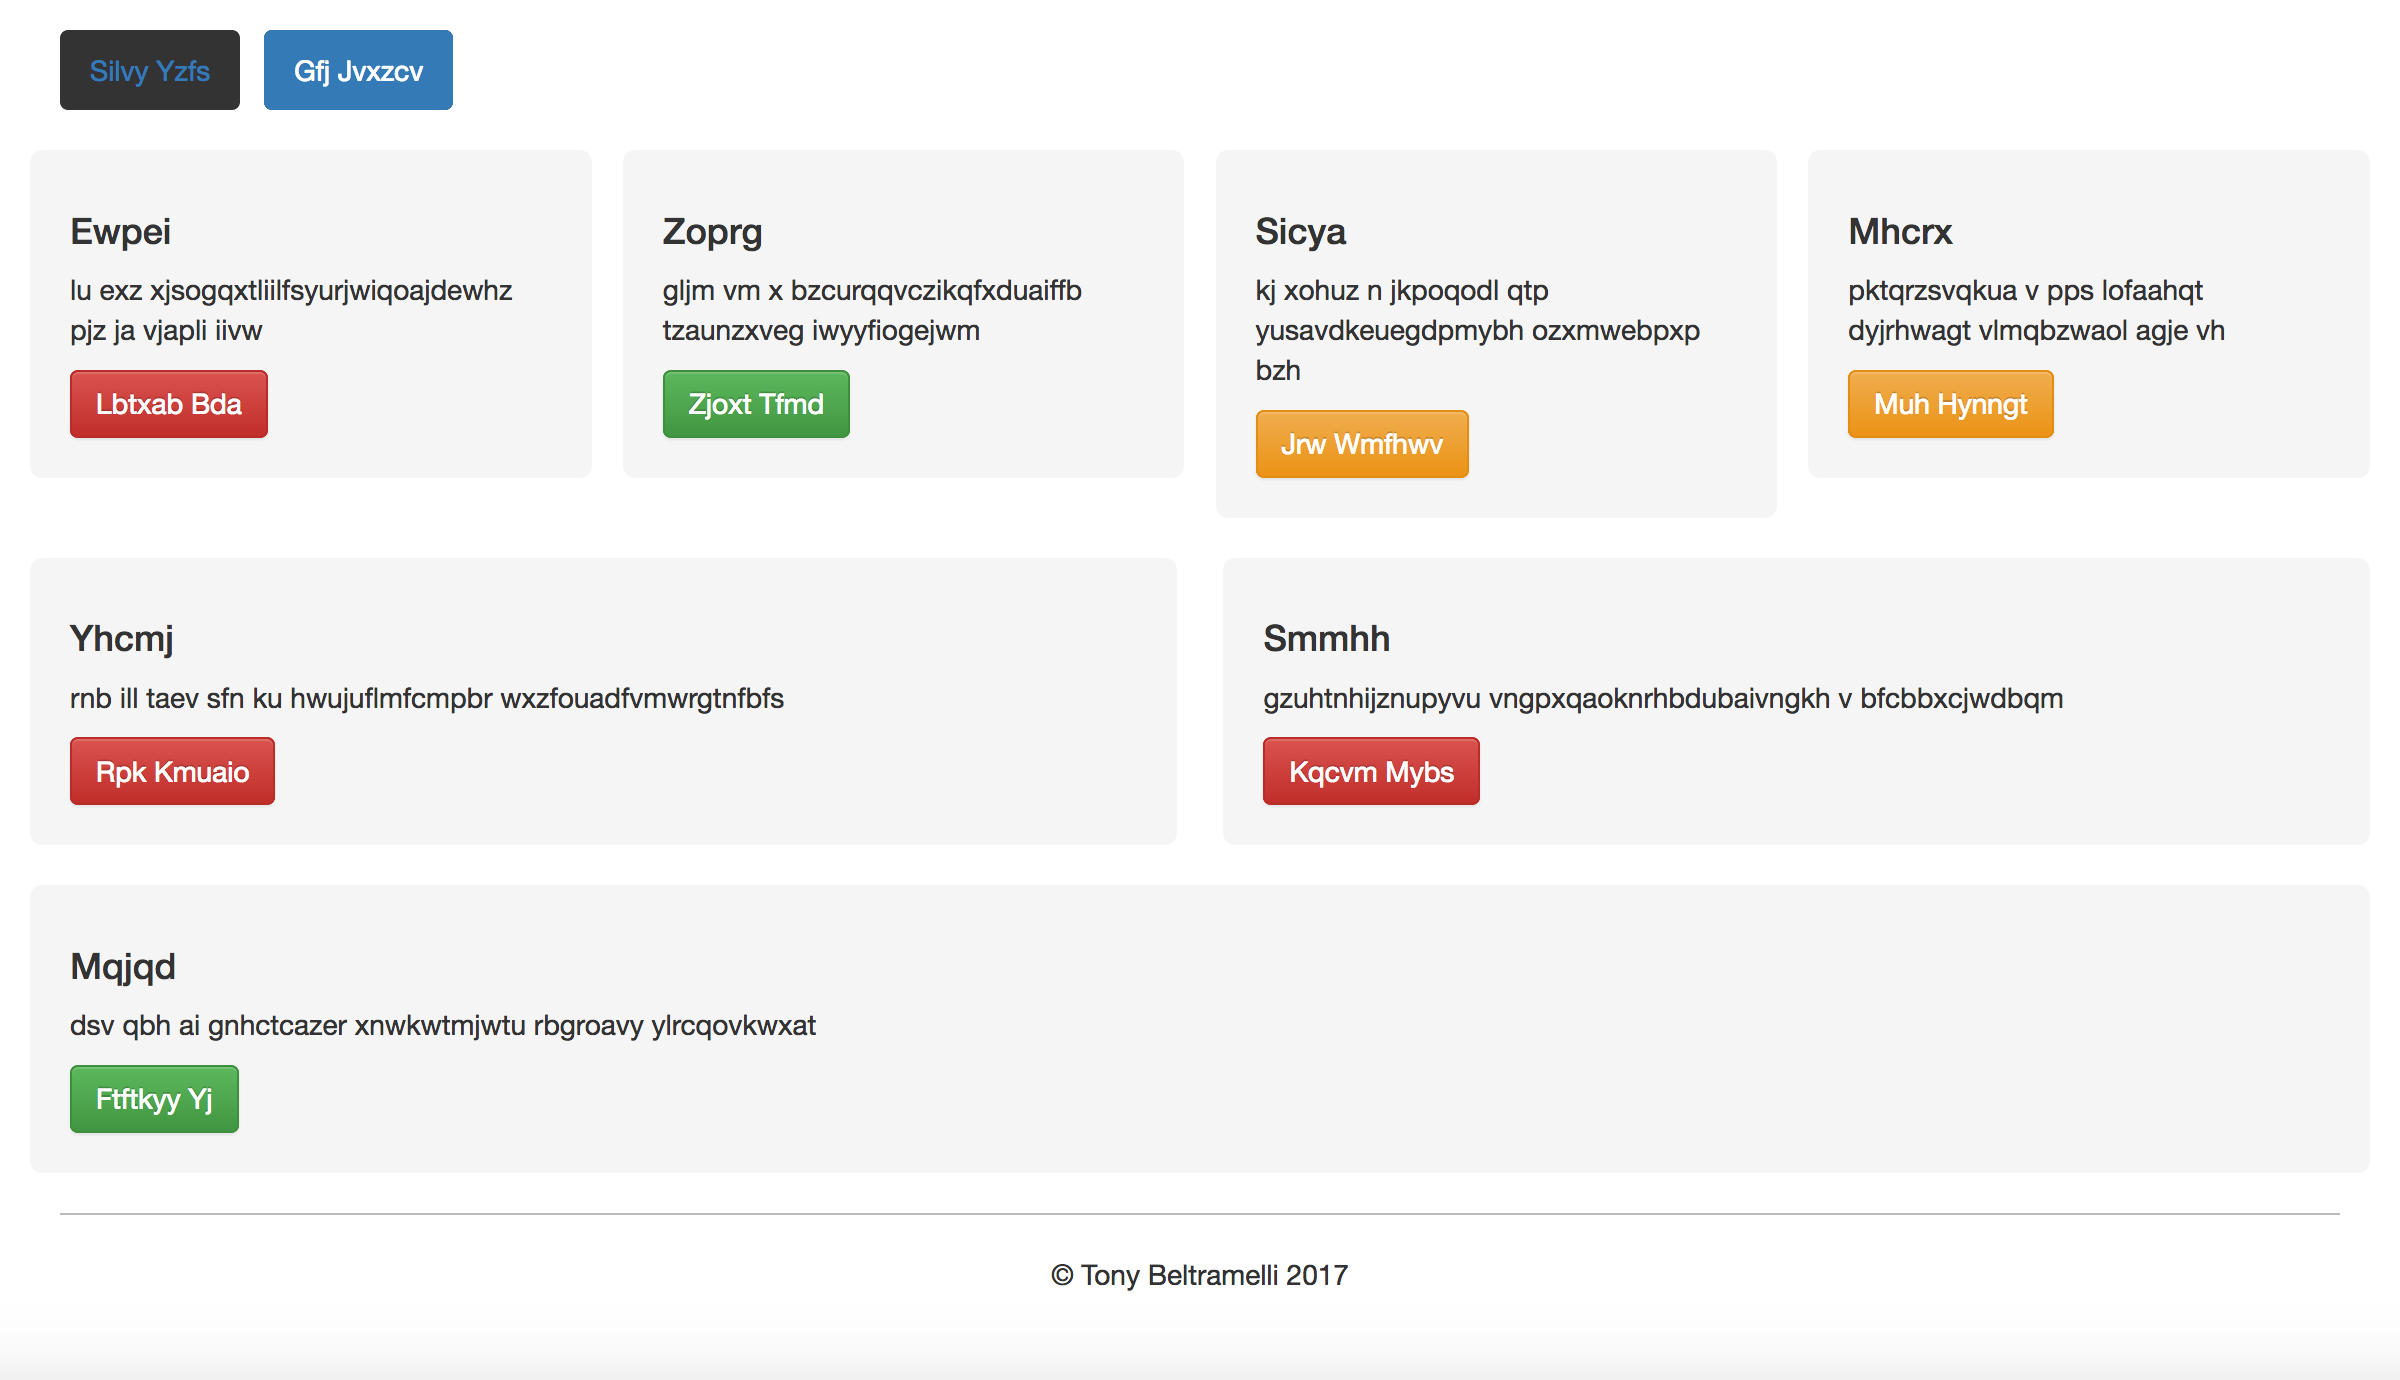 Silvy Yzfs
Gfj Jvxzcv
Ewpei
lu exz xjsogqxtliilfsyurjwiqoajdewhz
pjz ja vjapli iivw
Lbtxab Bda
Zoprg
gljm vm x bzcurqqvczikqfxduaiffb
tzaunzxveg iwyyfiogejwm
Zjoxt Tfmd
Sicya
kj xohuz n jkpoqodl qtp
yusavdkeuegdpmybh ozxmwebpxp
bzh
Jrw Wmfhwv
Mhcrx
pktqrzsvqkua v pps lofaahqt
dyjrhwagt vlmqbzwaol agje vh
Muh Hynngt
Yhcmj
rnb ill taev sfn ku hwujuflmfcmpbr wxzfouadfvmwrgtnfbfs
Rpk Kmuaio
Smmhh
gzuhtnhijznupyvu vngpxqaoknrhbdubaivngkh v bfcbbxcjwdbqm
Kqcvm Mybs
Mqjqd
dsv qbh ai gnhctcazer xnwkwtmjwtu rbgroavy ylrcqovkwxat
Ftftkyy Yj
© Tony Beltramelli 2017